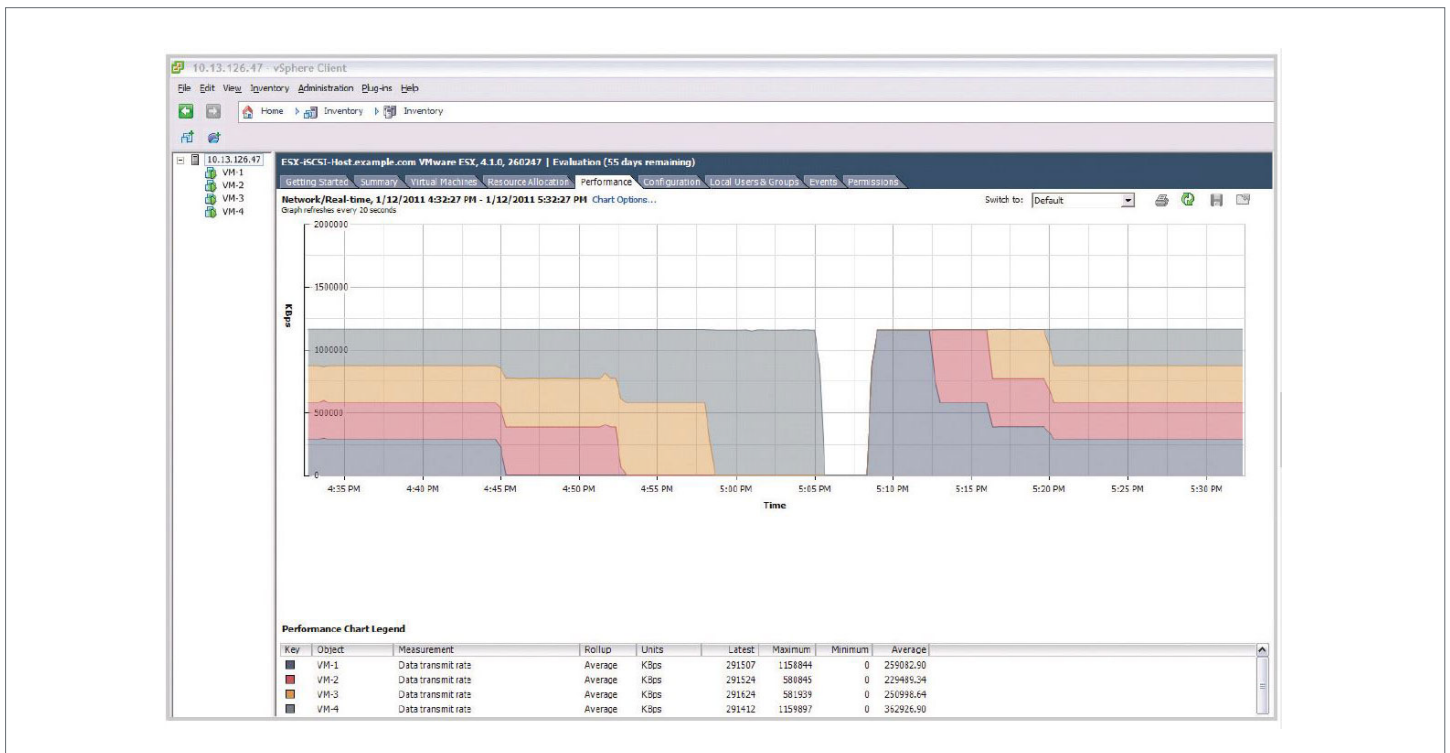 10.13.126.47 - vSphere Client
File Edit View Inventory Administration Plug-ins Help
Home Inventory Inventory
10.13.126.47
VM-1
VM-2
VM-3
VM-4
ESX-iSCSI-Host.example.com VMware ESX, 4.1.0, 260247 | Evaluation (55 days remaining)
Getting Started Summary Virtual Machines Resource Allocation Performance Configuration Local Users & Groups Events Permissions
Network/Real-time, 1/12/2011 4:32:27 PM - 1/12/2011 5:32:27 PM Chart Options... Switch to: Default
Graph refreshes every 20 seconds
2000000
1500000
KBps
1000000
500000
0
4:35 PM 4:40 PM 4:45 PM 4:50 PM 4:55 PM 5:00 PM 5:05 PM 5:10 PM 5:15 PM 5:20 PM 5:25 PM 5:30 PM
Time
Performance Chart Legend
Key Object Measurement Rollup Units Latest Maximum Minimum Average
VM-1 Data transmit rate Average KBps 291507 1158844 0 259082.90
VM-2 Data transmit rate Average KBps 291524 580845 0 229489.34
VM-3 Data transmit rate Average KBps 291624 581939 0 250998.64
VM-4 Data transmit rate Average KBps 291412 1159897 0 362926.90